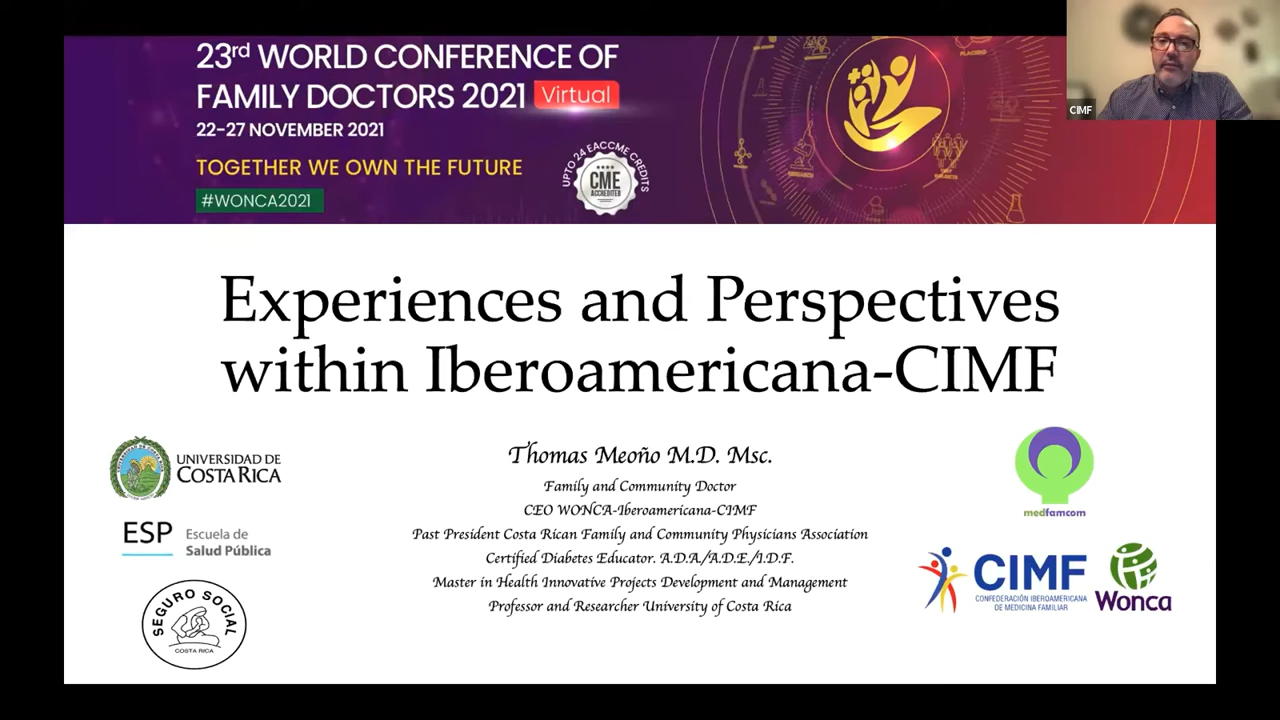 23rd WORLD CONFERENCE OF
FAMILY DOCTORS 2021 Virtual
22-27 NOVEMBER 2021
TOGETHER WE OWN THE FUTURE
#WONCA2021
UPTO 24 EACCME CREDITS
CME
ACCREDITED
CIMF
Experiences and Perspectives
within Iberoamericana-CIMF
Thomas Meoño M.D. Msc.
Family and Community Doctor
CEO WONCA-Iberoamericana-CIMF
Past President Costa Rican Family and Community Physicians Association
Certified Diabetes Educator. A.D.A/A.D.E/I.D.F.
Master in Health Innovative Projects Development and Management
Professor and Researcher University of Costa Rica
UNIVERSIDAD DE
COSTA RICA
ESP Escuela de
Salud Pública
SEGURO SOCIAL
COSTA RICA
medfamcom
CIMF
CONFEDERACIÓN IBEROAMERICANA
DE MEDICINA FAMILIAR
Wonca